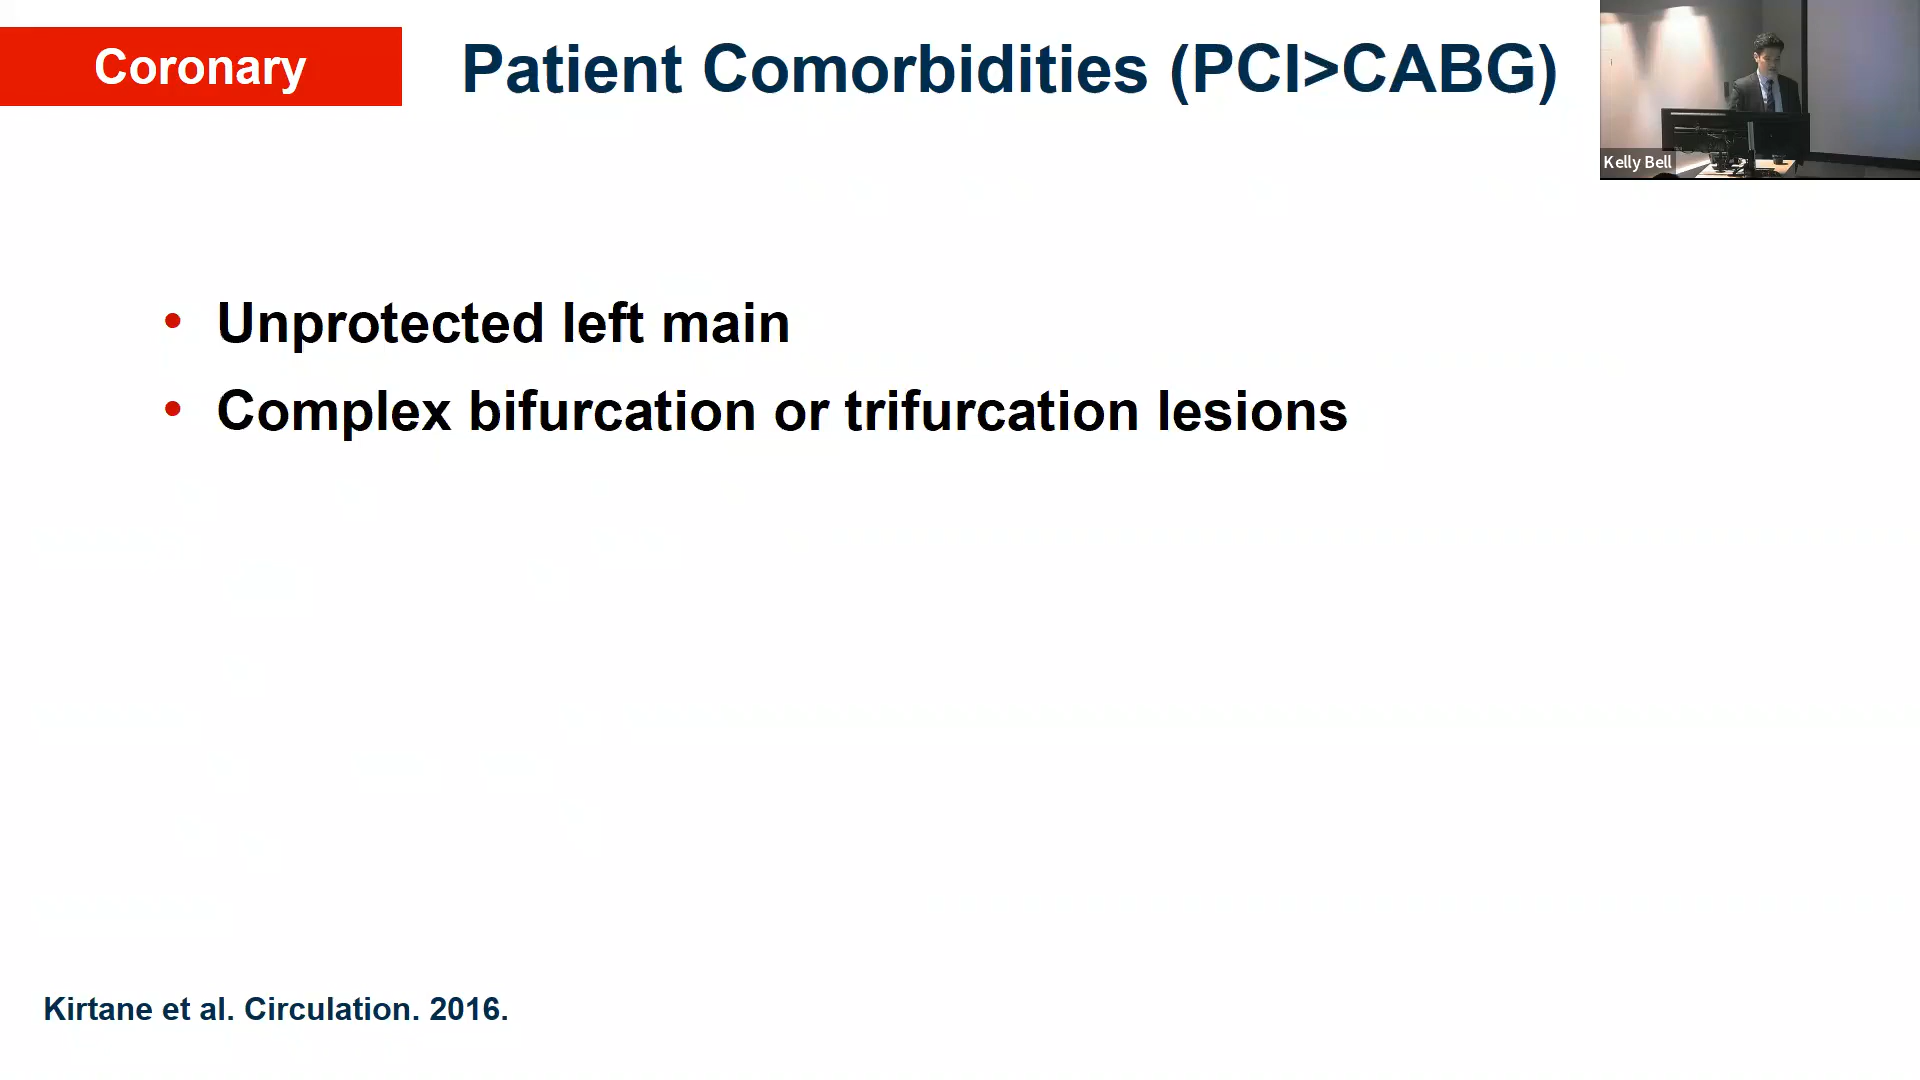 Coronary
Patient Comorbidities (PCI>CABG)
Kelly Bell
• Unprotected left main
• Complex bifurcation or trifurcation lesions
Kirtane et al. Circulation. 2016.